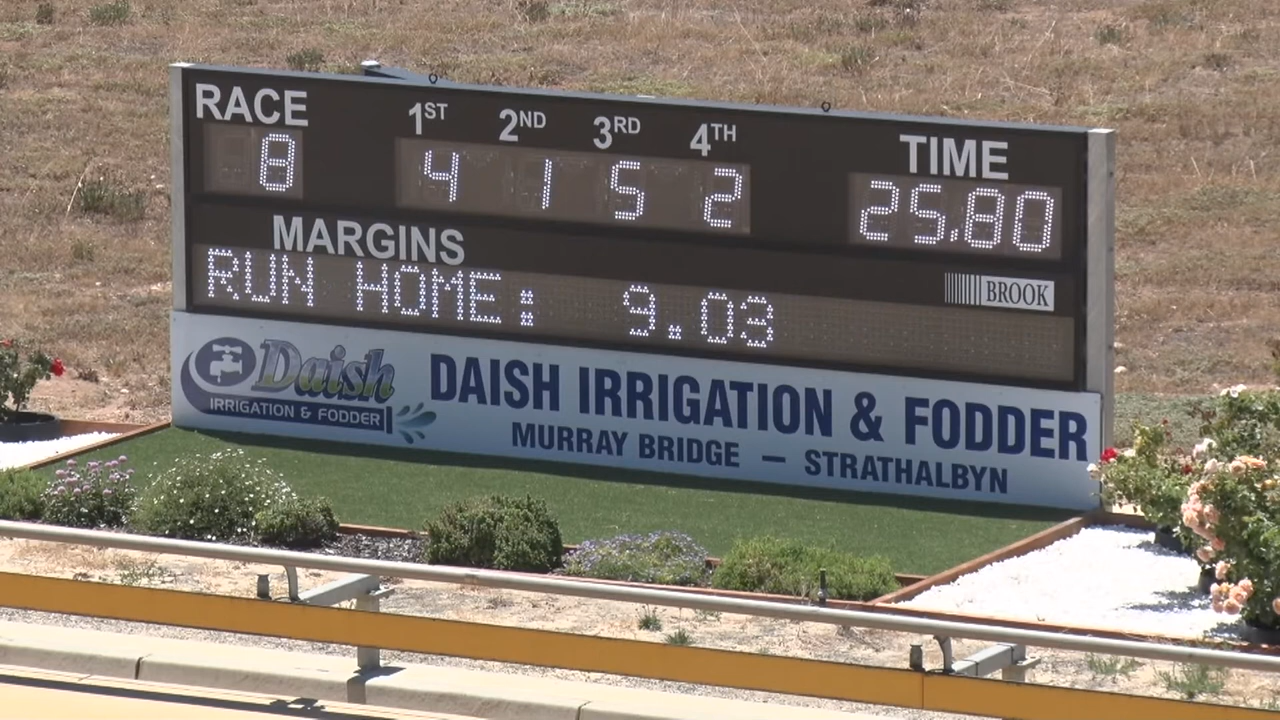 RACE 1ST 2ND 3RD 4TH TIME
8 4 1 5 2 25.80
MARGINS
BROOK
RUN HOME: 9.03
Daish
IRRIGATION & FODDER
DAISH IRRIGATION & FODDER
MURRAY BRIDGE – STRATHALBYN